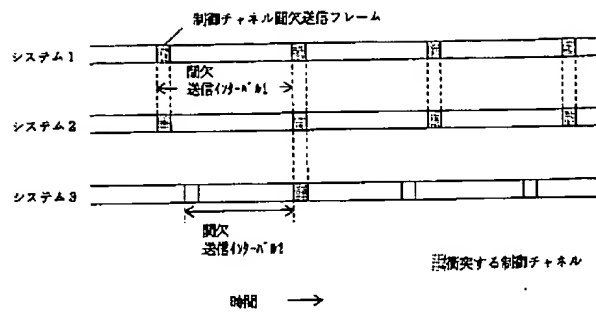 制御チャネル間欠送信フレーム
システム1
間欠
送信ｲﾝﾀｰﾊﾞﾙ1
システム2
システム3
間欠
送信ｲﾝﾀｰﾊﾞﾙ2
衝突する制御チャネル
時間